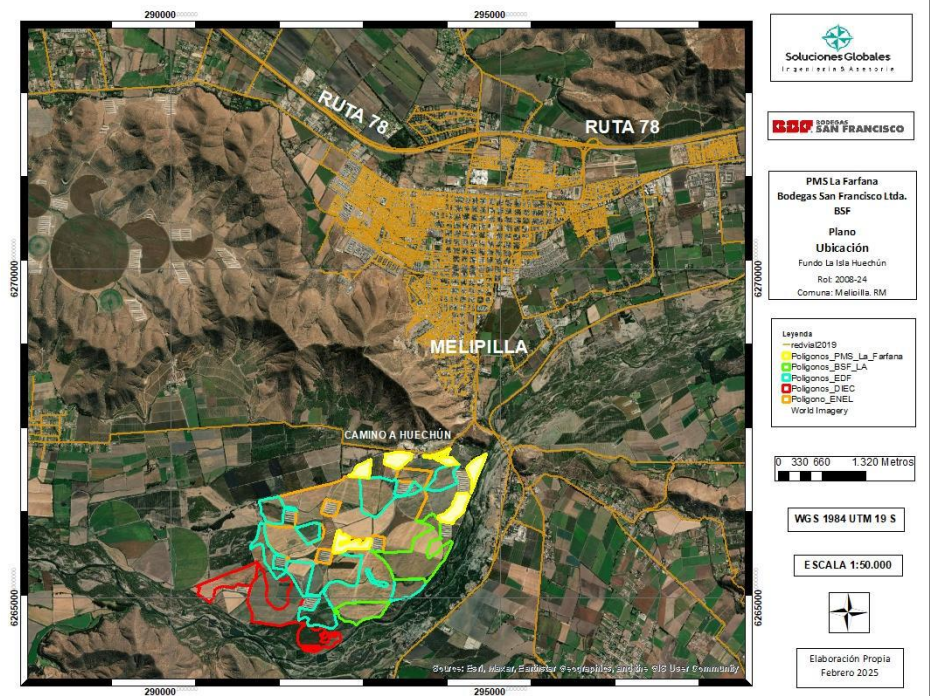 290000
295000
RUTA 78
RUTA 78
6270000
6270000
MELIPILLA
CAMINO A HUECHÚN
6265000
6265000
Source: Esri, Maxar, Earthstar Geographics, and the GIS User Community
290000
295000
Soluciones Globales
Ingeniería & Asesoría
BSF BODEGAS
SAN FRANCISCO
PMS La Farfana
Bodegas San Francisco Ltda.
BSF
Plano
Ubicación
Fundo La Isla Huechún
Rol: 2008-24
Comuna: Melipilla. RM
Leyenda
redvial2019
Poligonos_PMS_La_Farfana
Poligonos_BSF_LA
Poligonos_EDF
Poligonos_DIEC
Poligono_ENEL
World Imagery
0 330 660 1.320 Metros
WGS 1984 UTM 19 S
ESCALA 1:50.000
Elaboración Propia
Febrero 2025